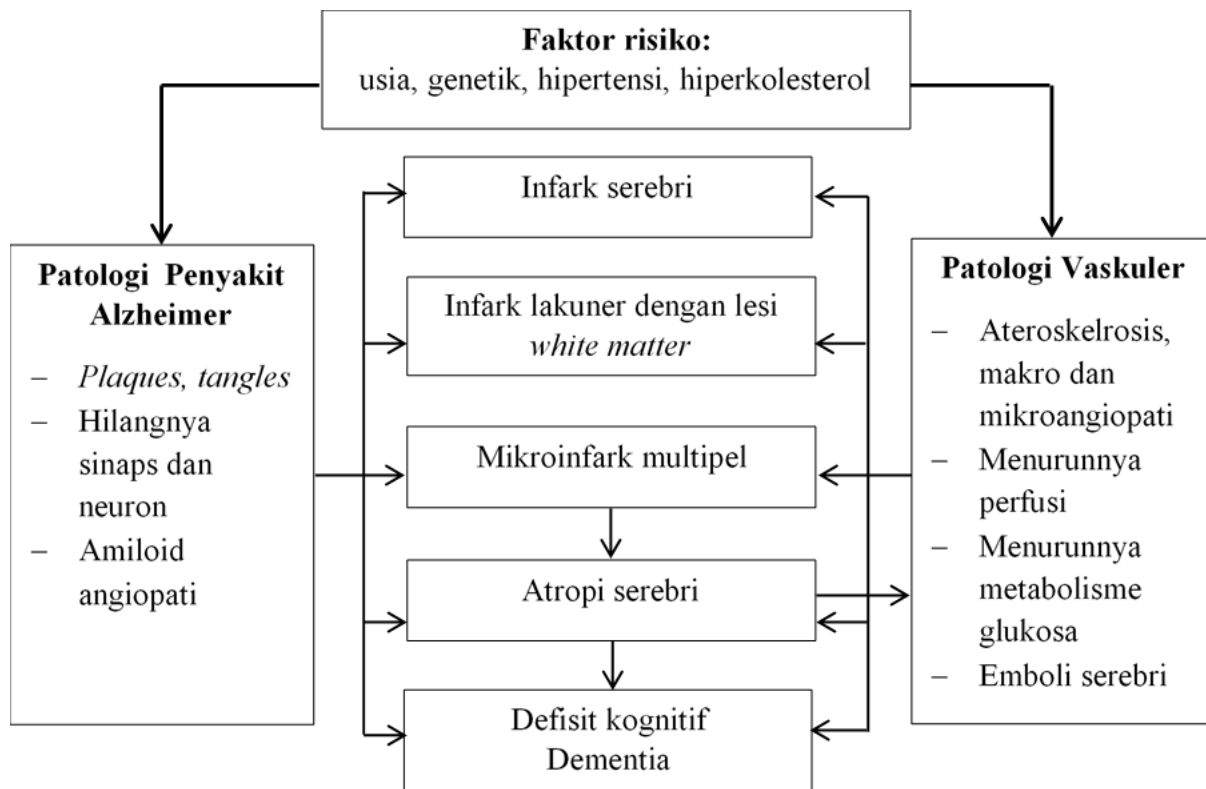 Faktor risiko:
usia, genetik, hipertensi, hiperkolesterol
Infark serebri
Infark lakuner dengan lesi
white matter
Mikroinfark multipel
Atropi serebri
Defisit kognitif
Dementia
Patologi Penyakit
Alzheimer
– Plaques, tangles
– Hilangnya
sinaps dan
neuron
– Amiloid
angiopati
Patologi Vaskuler
– Ateroskelrosis,
makro dan
mikroangiopati
– Menurunnya
perfusi
– Menurunnya
metabolisme
glukosa
– Emboli serebri